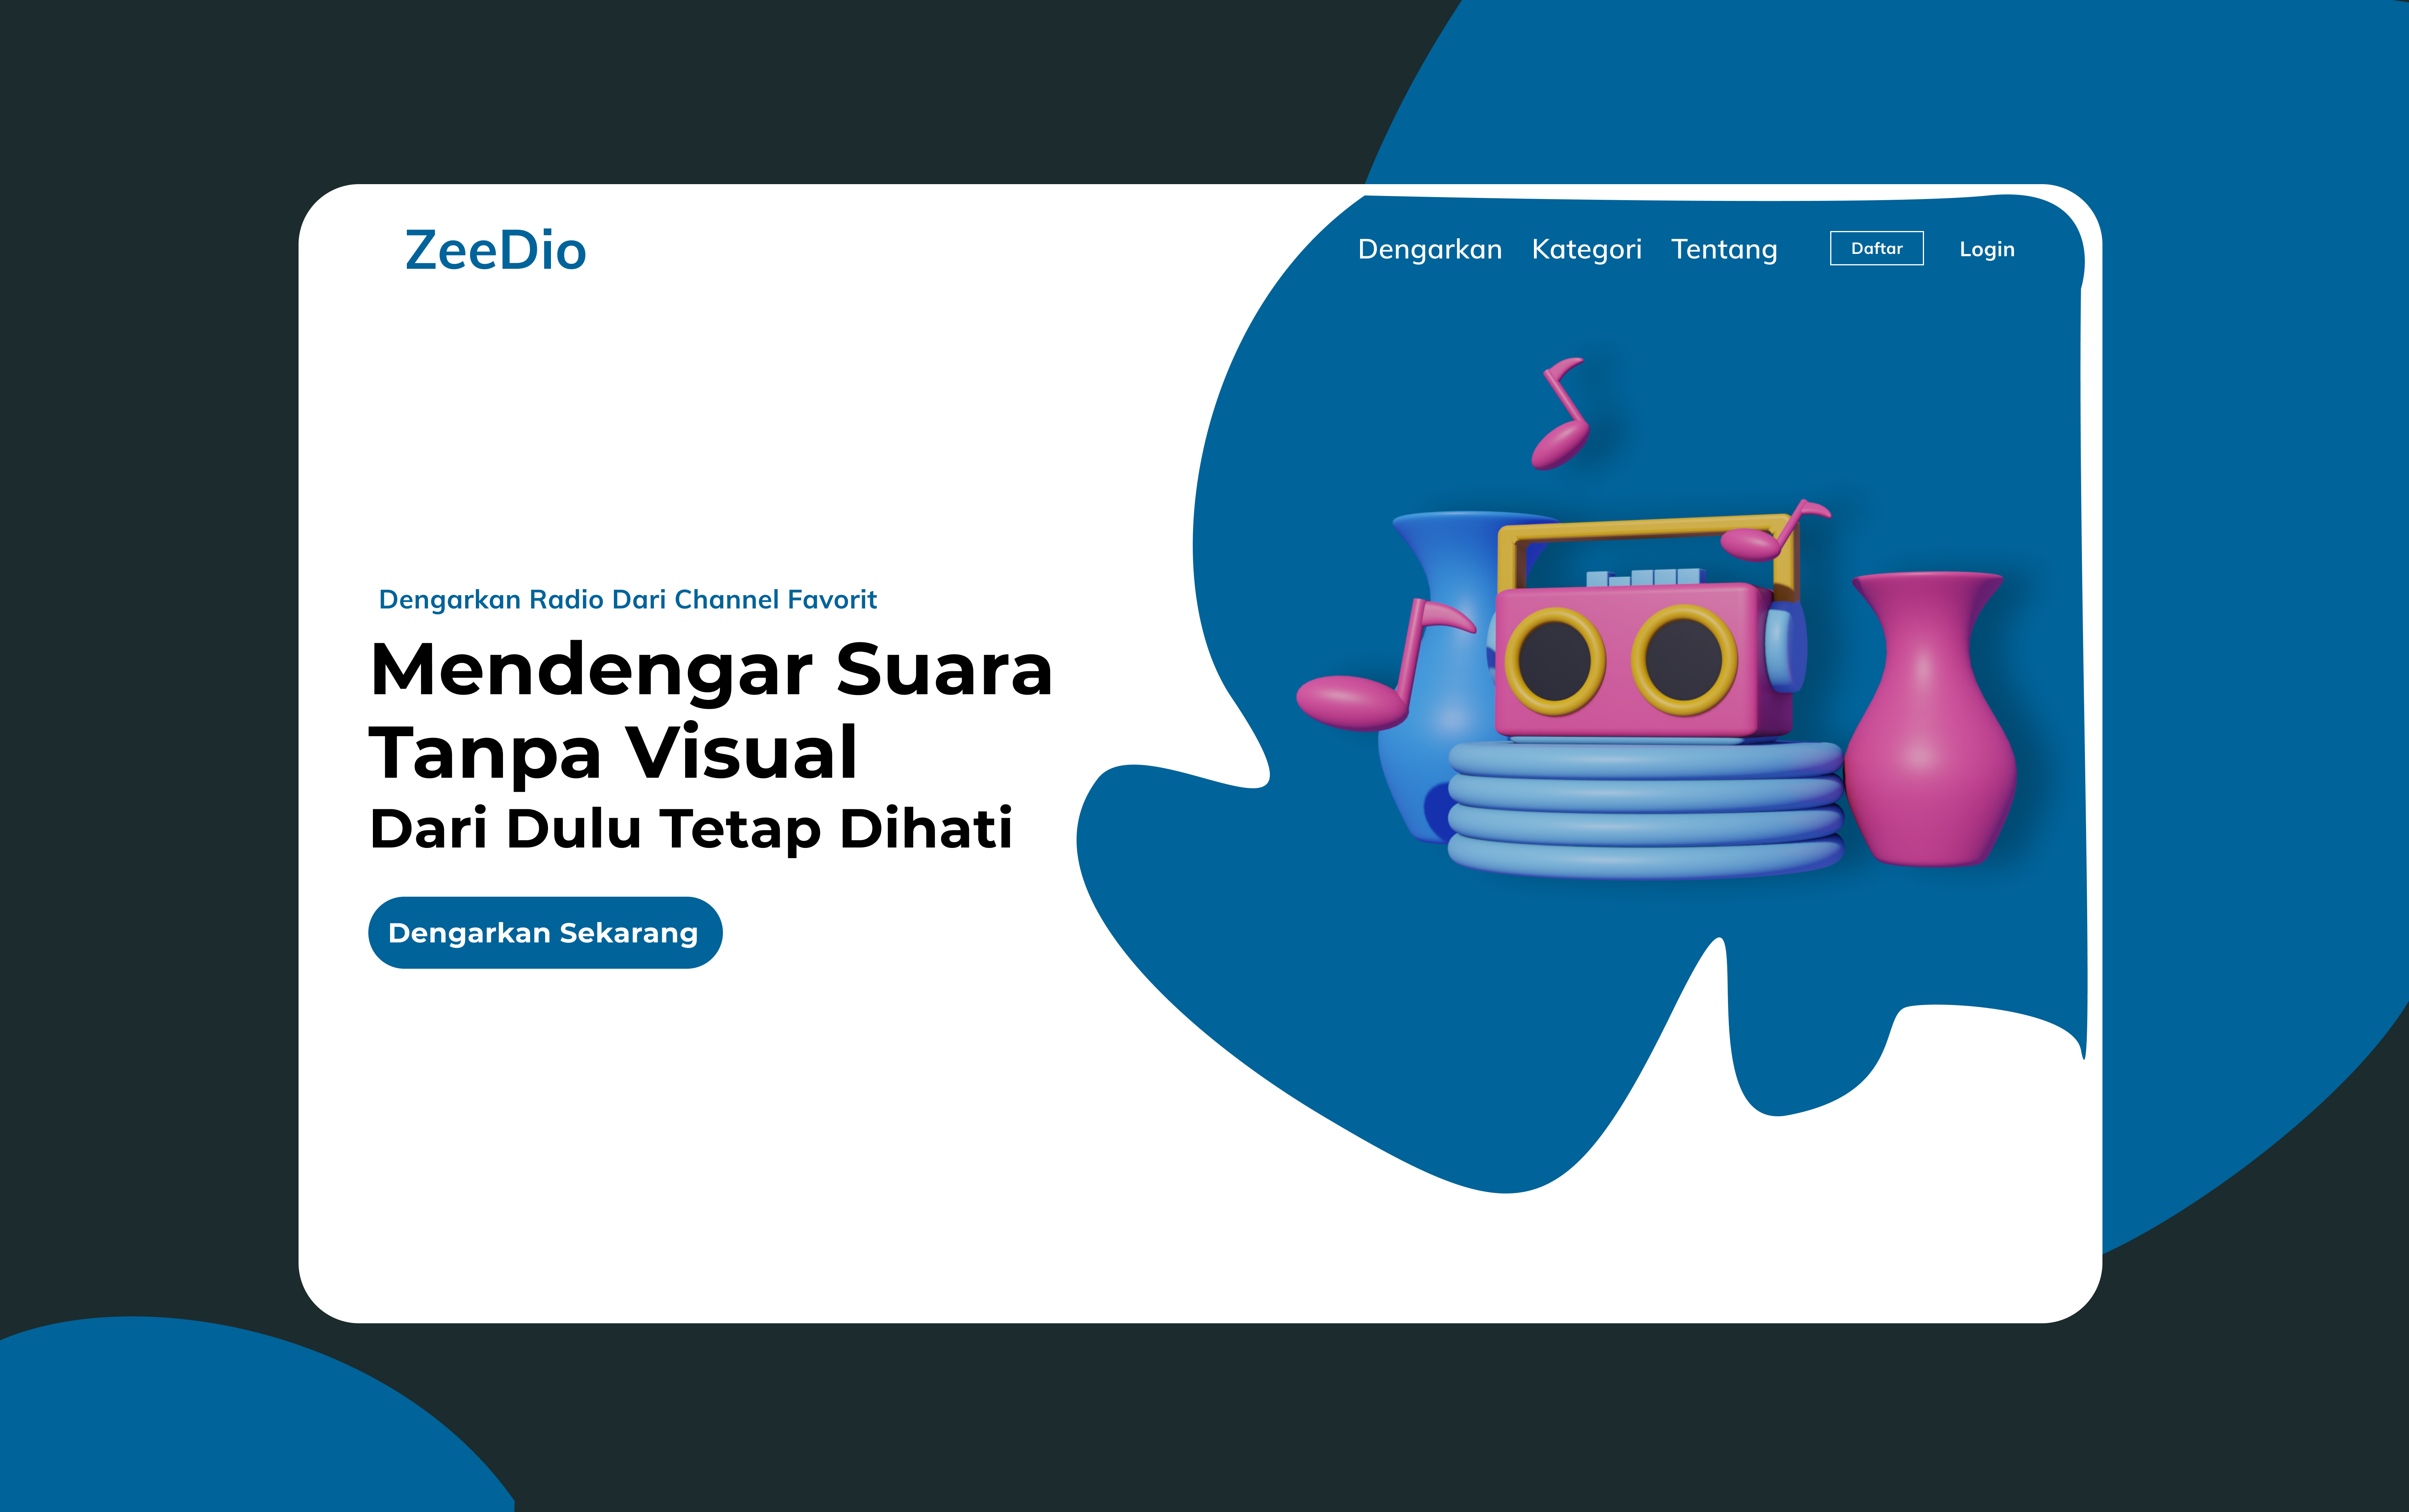 ZeeDio
Dengarkan Kategori Tentang Daftar Login
Dengarkan Radio Dari Channel Favorit
Mendengar Suara
Tanpa Visual
Dari Dulu Tetap Dihati
Dengarkan Sekarang